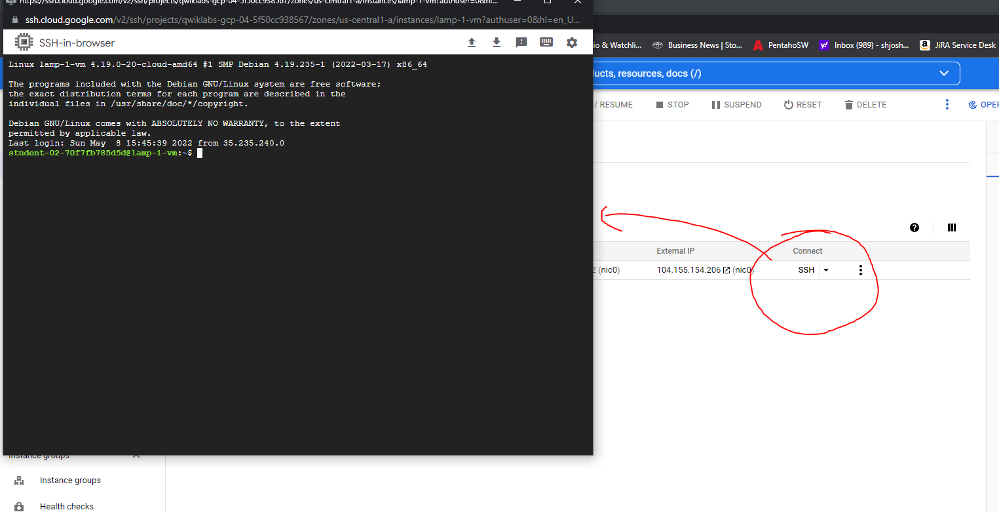 https://ssh.cloud.google.com/v2/ssh/projects/qwiklabs-gcp-04-5f50cc938567/zones/us-central1-a/instances/lamp-1-vm?authuser=0&hl...
ssh.cloud.google.com/v2/ssh/projects/qwiklabs-gcp-04-5f50cc938567/zones/us-central1-a/instances/lamp-1-vm?authuser=0&hl=en_U...
SSH-in-browser
Linux lamp-1-vm 4.19.0-20-cloud-amd64 #1 SMP Debian 4.19.235-1 (2022-03-17) x86_64
The programs included with the Debian GNU/Linux system are free software;
the exact distribution terms for each program are described in the
individual files in /usr/share/doc/*/copyright.
Debian GNU/Linux comes with ABSOLUTELY NO WARRANTY, to the extent
permitted by applicable law.
Last login: Sun May  8 15:45:39 2022 from 35.235.240.0
student-02-70f7fb785d5d@lamp-1-vm:~$
io & Watchli... Business News | Sto... PentahoSW Inbox (989) - shjosh... JiRA Service Desk
ducts, resources, docs (/)
/ RESUME STOP SUSPEND RESET DELETE OPER
External IP Connect
2 (nic0) 104.155.154.206 (nic0) SSH
Instance groups
Instance groups
Health checks